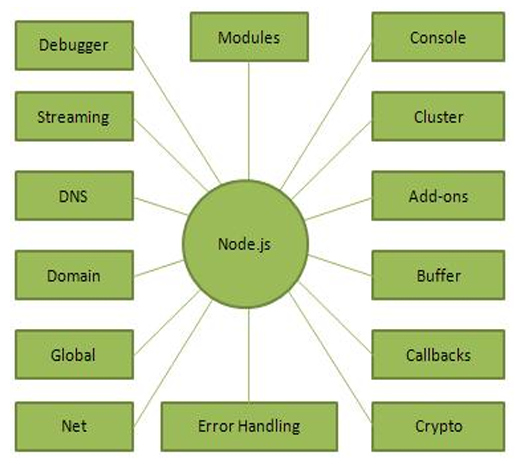 Debugger
Modules
Console
Streaming
Cluster
DNS
Add-ons
Node.js
Domain
Buffer
Global
Callbacks
Net
Error Handling
Crypto